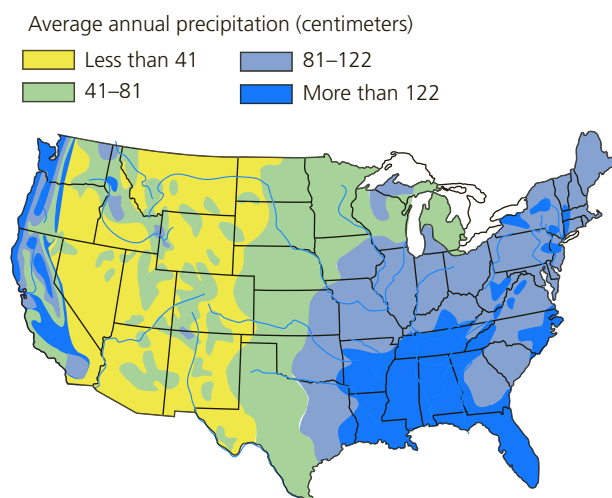 Average annual precipitation (centimeters)
Less than 41 81–122
41–81 More than 122